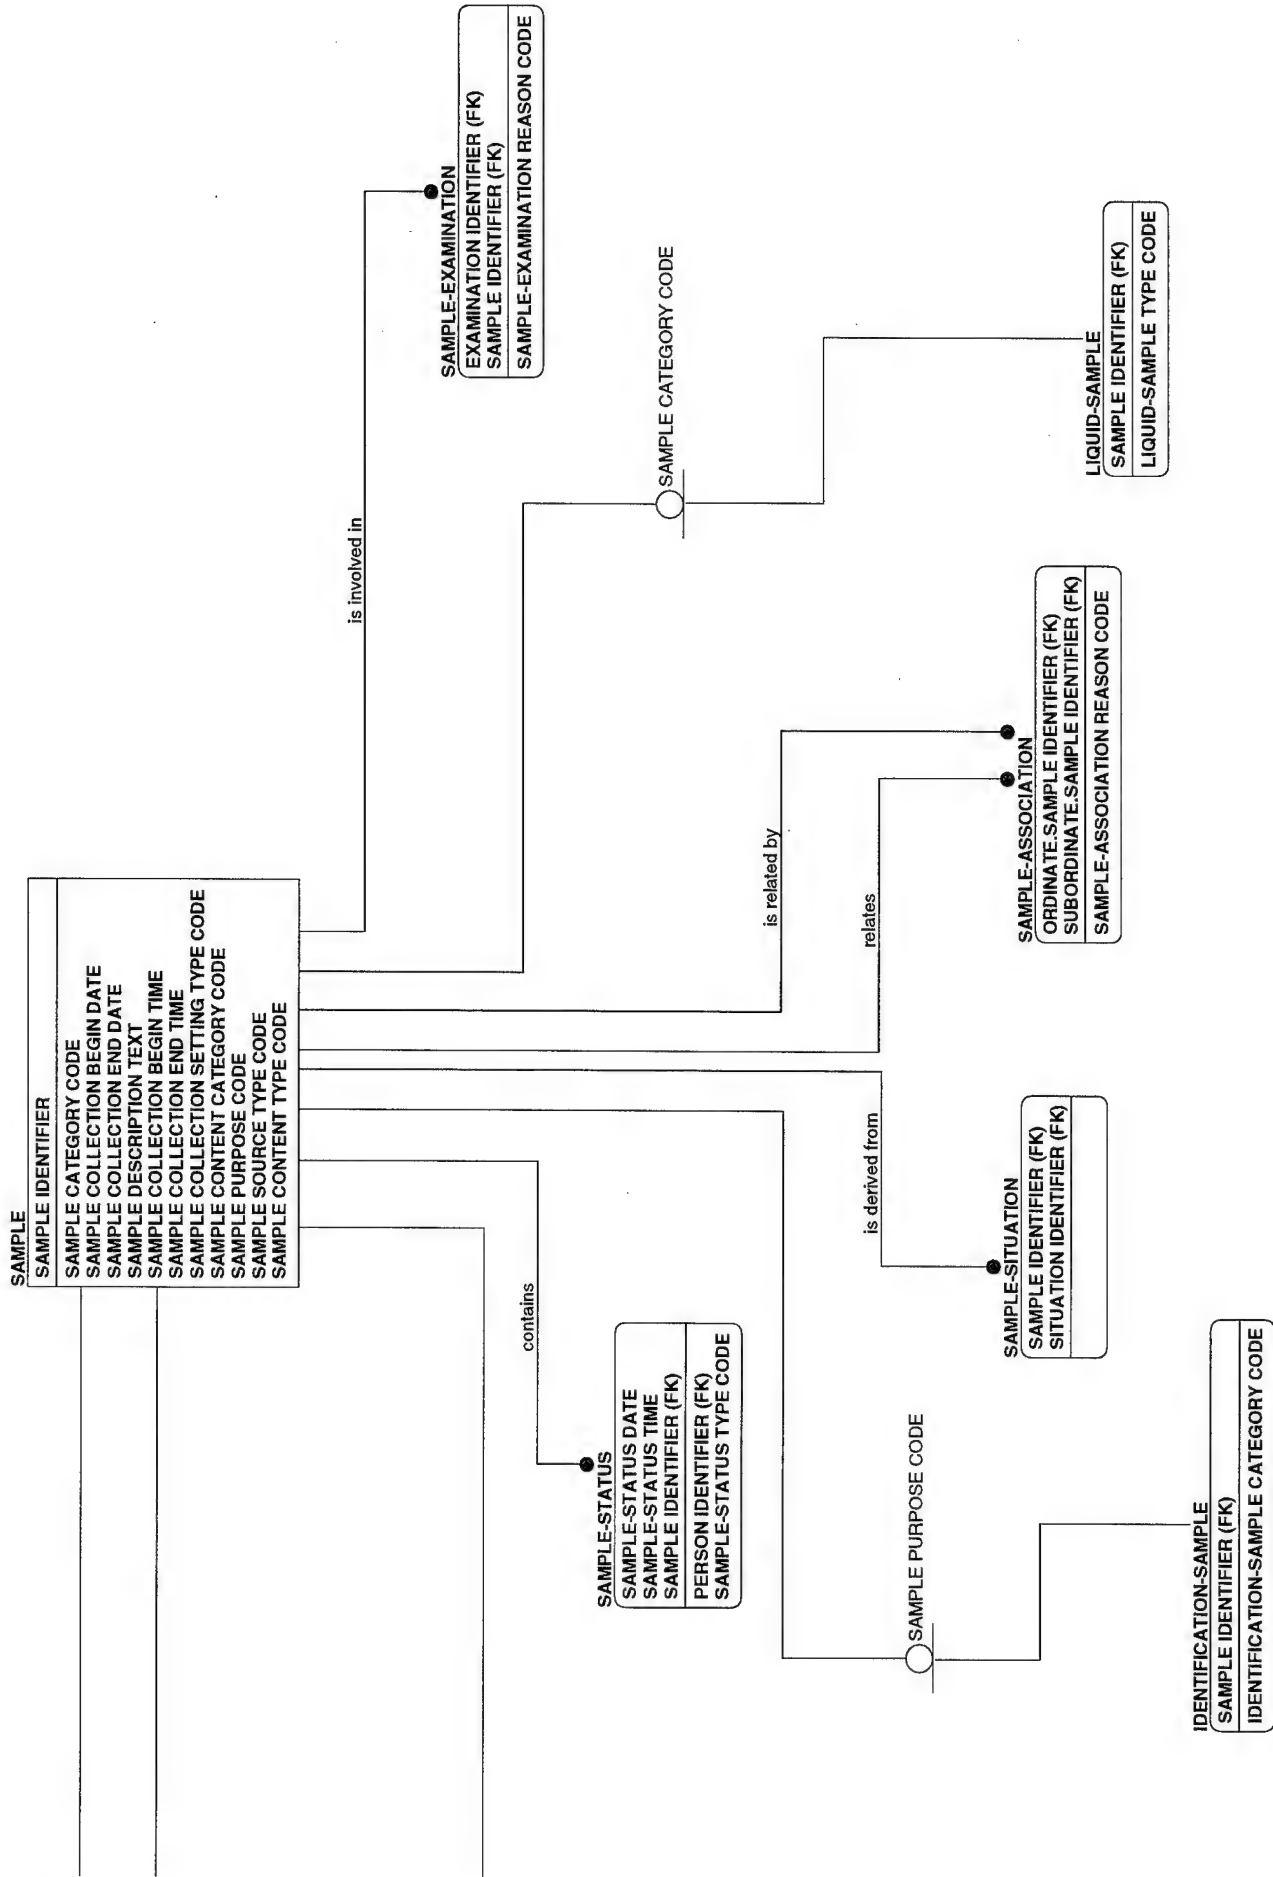 SAMPLE
SAMPLE IDENTIFIER
SAMPLE CATEGORY CODE
SAMPLE COLLECTION BEGIN DATE
SAMPLE COLLECTION END DATE
SAMPLE DESCRIPTION TEXT
SAMPLE COLLECTION BEGIN TIME
SAMPLE COLLECTION END TIME
SAMPLE COLLECTION SETTING TYPE CODE
SAMPLE CONTENT CATEGORY CODE
SAMPLE PURPOSE CODE
SAMPLE SOURCE TYPE CODE
SAMPLE CONTENT TYPE CODE
is involved in
SAMPLE-EXAMINATION
EXAMINATION IDENTIFIER (FK)
SAMPLE IDENTIFIER (FK)
SAMPLE-EXAMINATION REASON CODE
contains
SAMPLE-STATUS
SAMPLE-STATUS DATE
SAMPLE-STATUS TIME
SAMPLE IDENTIFIER (FK)
PERSON IDENTIFIER (FK)
SAMPLE-STATUS TYPE CODE
SAMPLE CATEGORY CODE
is related by
relates
is derived from
SAMPLE PURPOSE CODE
SAMPLE-SITUATION
SAMPLE IDENTIFIER (FK)
SITUATION IDENTIFIER (FK)
SAMPLE-ASSOCIATION
ORDINATE.SAMPLE IDENTIFIER (FK)
SUBORDINATE.SAMPLE IDENTIFIER (FK)
SAMPLE-ASSOCIATION REASON CODE
LIQUID-SAMPLE
SAMPLE IDENTIFIER (FK)
LIQUID-SAMPLE TYPE CODE
IDENTIFICATION-SAMPLE
SAMPLE IDENTIFIER (FK)
IDENTIFICATION-SAMPLE CATEGORY CODE